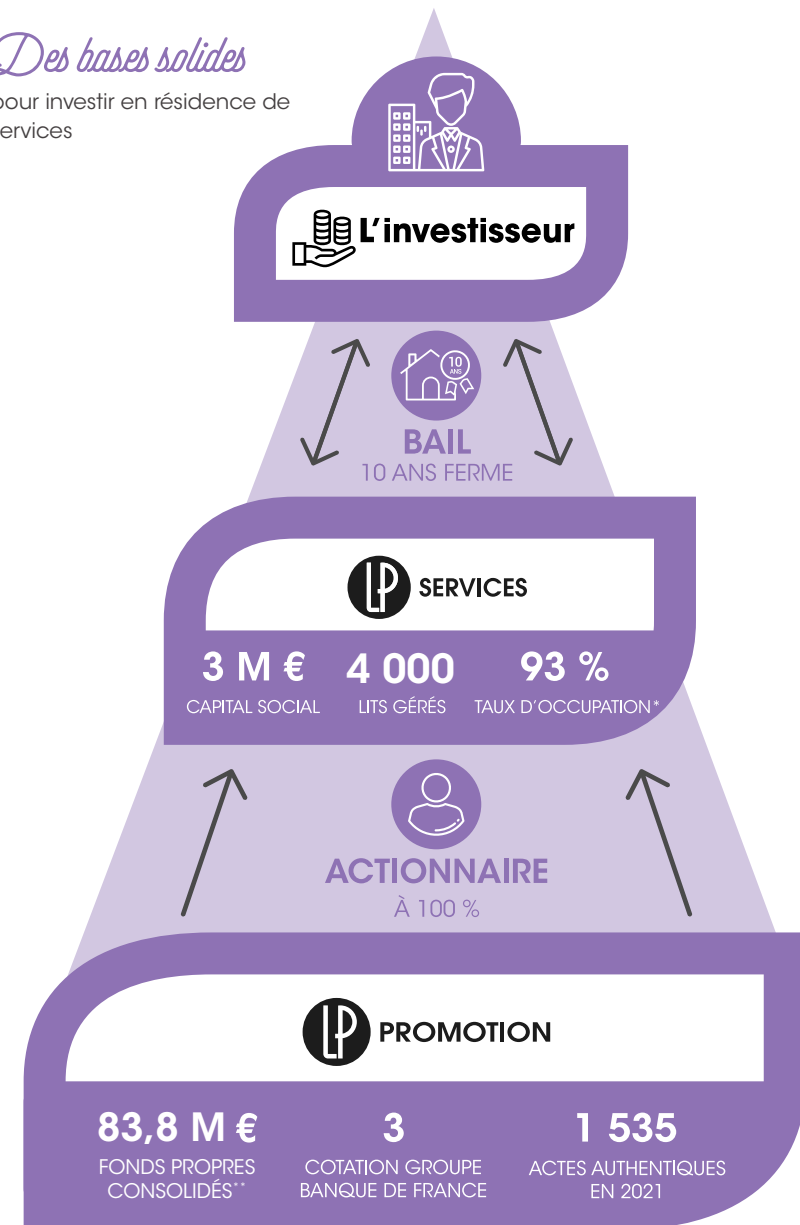 Des bases solides
pour investir en résidence de
services
L'investisseur
10
ANS
BAIL
10 ANS FERME
LP SERVICES
3 M € 4 000 93 %
CAPITAL SOCIAL LITS GÉRÉS TAUX D'OCCUPATION*
ACTIONNAIRE
À 100 %
LP PROMOTION
83,8 M € 3 1 535
FONDS PROPRES COTATION GROUPE ACTES AUTHENTIQUES
CONSOLIDÉS** BANQUE DE FRANCE EN 2021